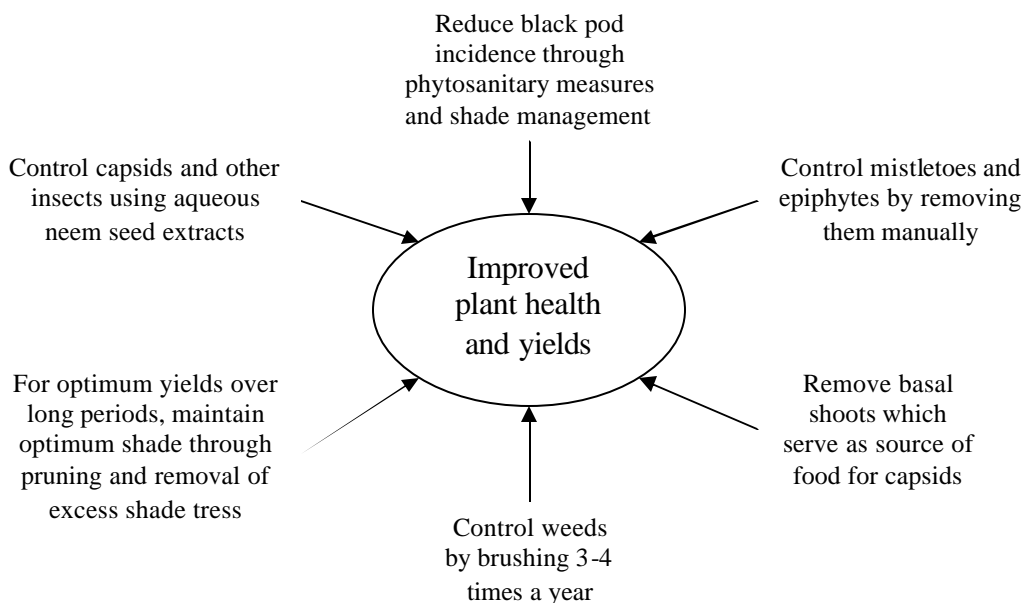 Reduce black pod
incidence through
phytosanitary measures
and shade management
Control capsids and other
insects using aqueous
neem seed extracts
Control mistletoes and
epiphytes by removing
them manually
Improved
plant health
and yields
For optimum yields over
long periods, maintain
optimum shade through
pruning and removal of
excess shade tress
Remove basal
shoots which
serve as source of
food for capsids
Control weeds
by brushing 3-4
times a year